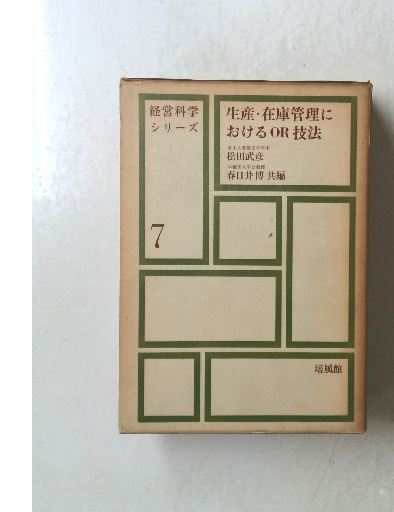 経営科学
シリーズ
7
生産・在庫管理に
おけるOR技法
松田武彦
春日井博 共編
培風館